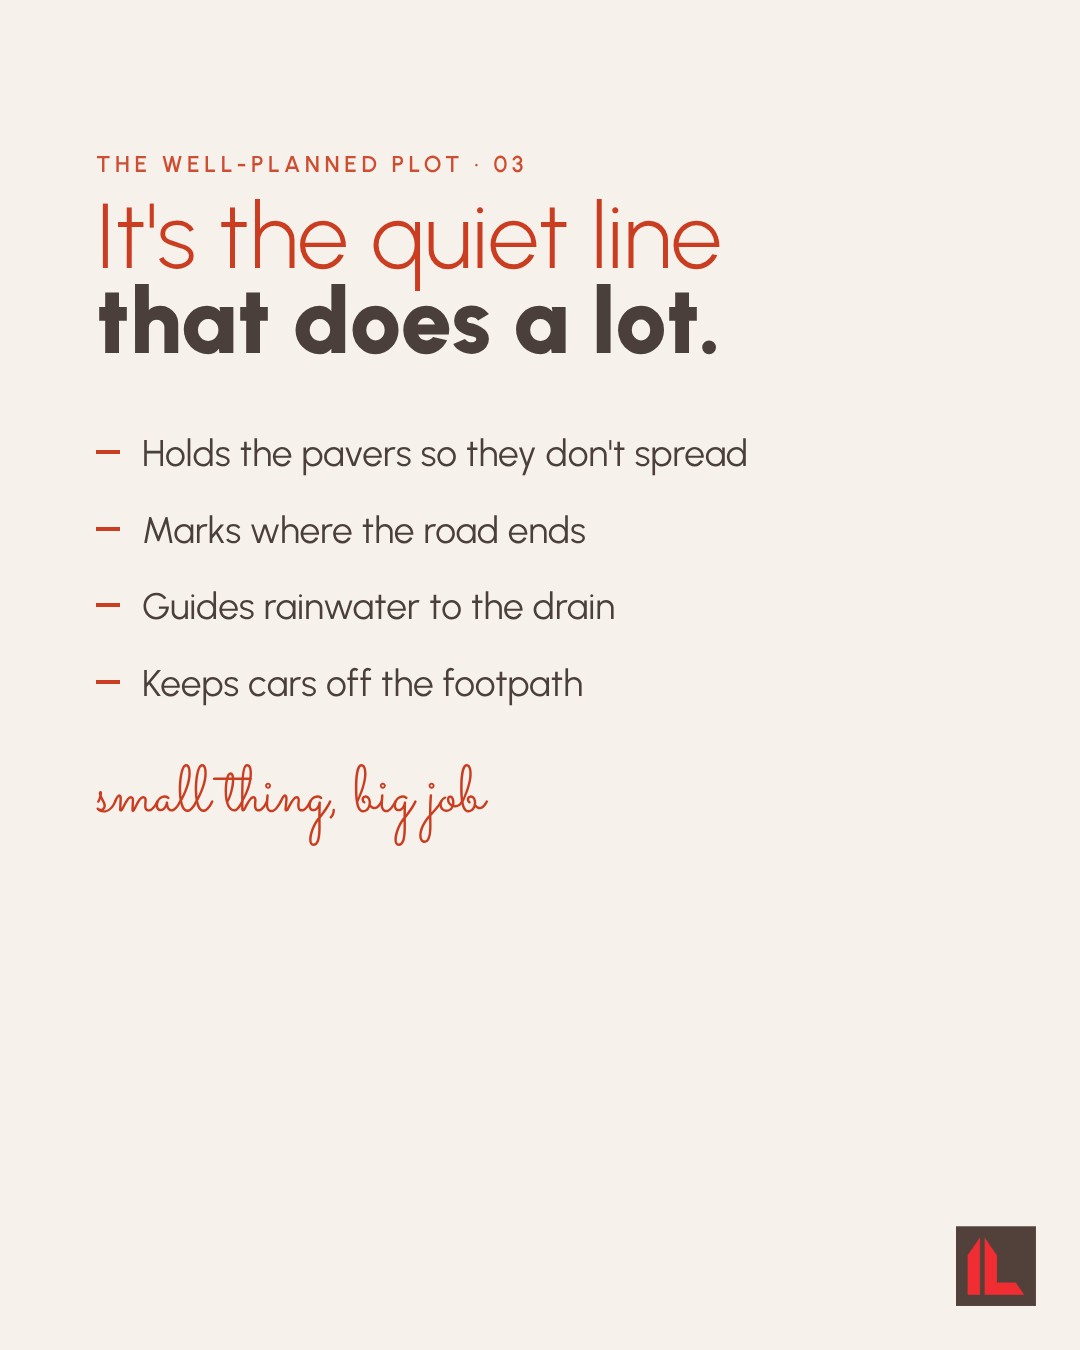 THE WELL-PLANNED PLOT · 03
It's the quiet line
that does a lot.
– Holds the pavers so they don't spread
– Marks where the road ends
– Guides rainwater to the drain
– Keeps cars off the footpath
small thing, big job
IL